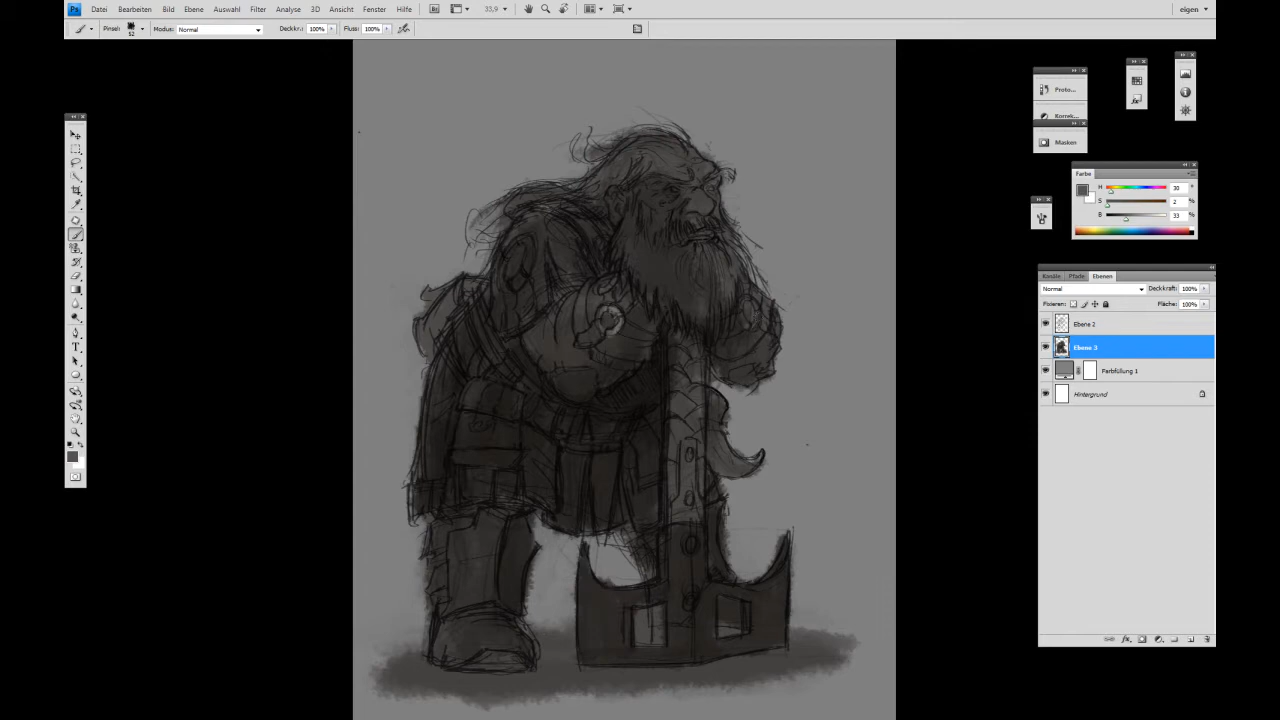 Ps Datei Bearbeiten Bild Ebene Auswahl Filter Analyse 3D Ansicht Fenster Hilfe Br 33,9 eigen
Pinsel: 52 Modus: Normal Deckkr.: 100% Fluss: 100%
Proto...
Korrek...
Masken
Farbe
H 30 °
S 2 %
B 33 %
Kanäle Pfade Ebenen
Normal Deckkraft: 100%
Fixieren: Fläche: 100%
Ebene 2
Ebene 3
Farbfüllung 1
Hintergrund